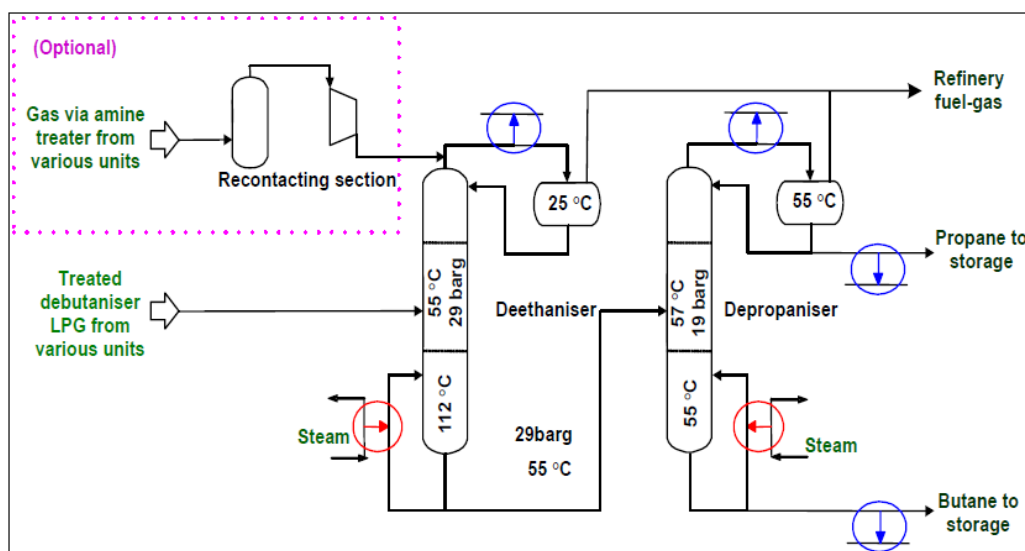 (Optional)
Gas via amine
treater from
various units
Recontacting section
Refinery
fuel-gas
25 °C
55 °C
Propane to
storage
Treated
debutaniser
LPG from
various units
55 °C
29 barg
Deethaniser
57 °C
19 barg
Depropaniser
112 °C
55 °C
Steam
29barg
55 °C
Steam
Butane to
storage